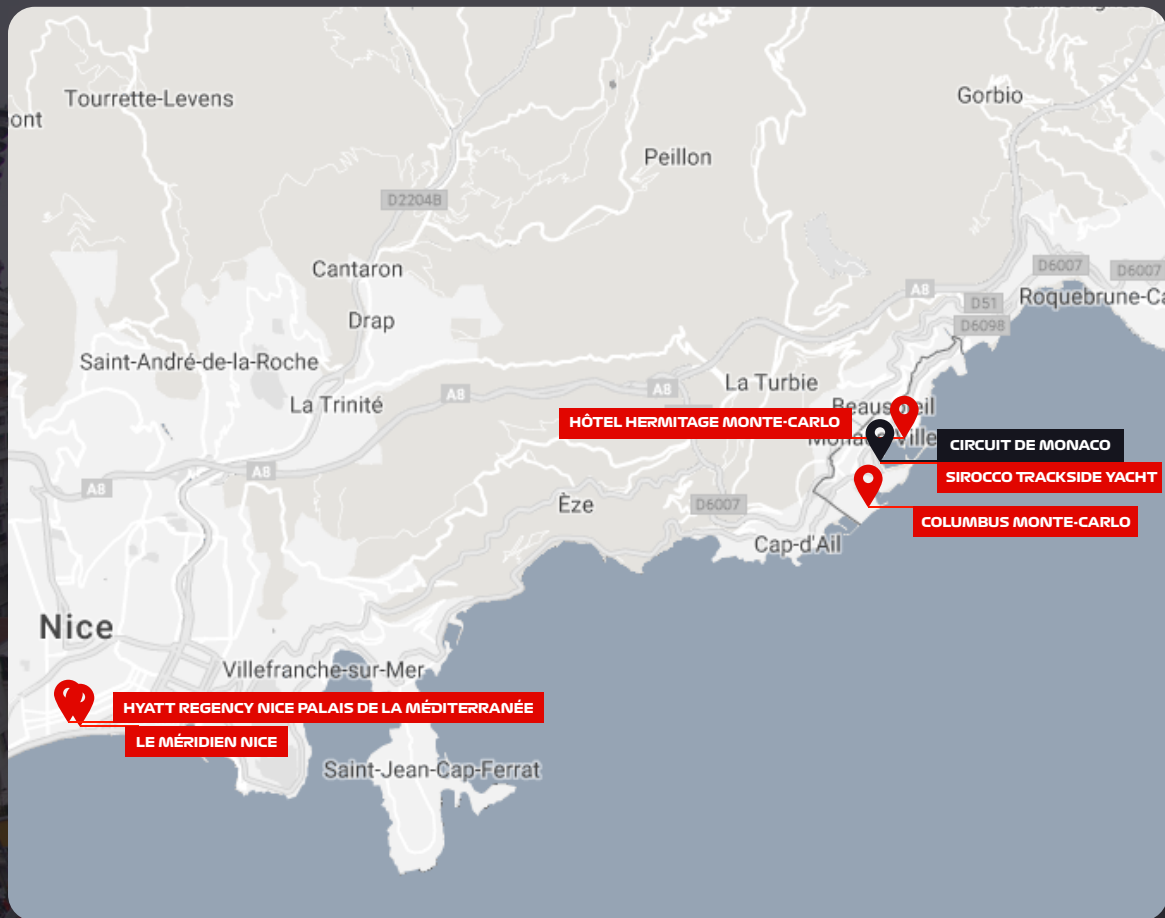 Tourrette-Levens
Gorbio
ont
Peillon
D2204B
Cantaron
D6007
D6007
A8
Roquebrune-Ca
D51
Drap
D6098
Saint-André-de-la-Roche
La Turbie
A8
A8
La Trinité
HÔTEL HERMITAGE MONTE-CARLO
CIRCUIT DE MONACO
A8
SIROCCO TRACKSIDE YACHT
A8
Èze
D6007
COLUMBUS MONTE-CARLO
Cap-d'Ail
Nice
Villefranche-sur-Mer
HYATT REGENCY NICE PALAIS DE LA MÉDITERRANÉE
LE MÉRIDIEN NICE
Saint-Jean-Cap-Ferrat